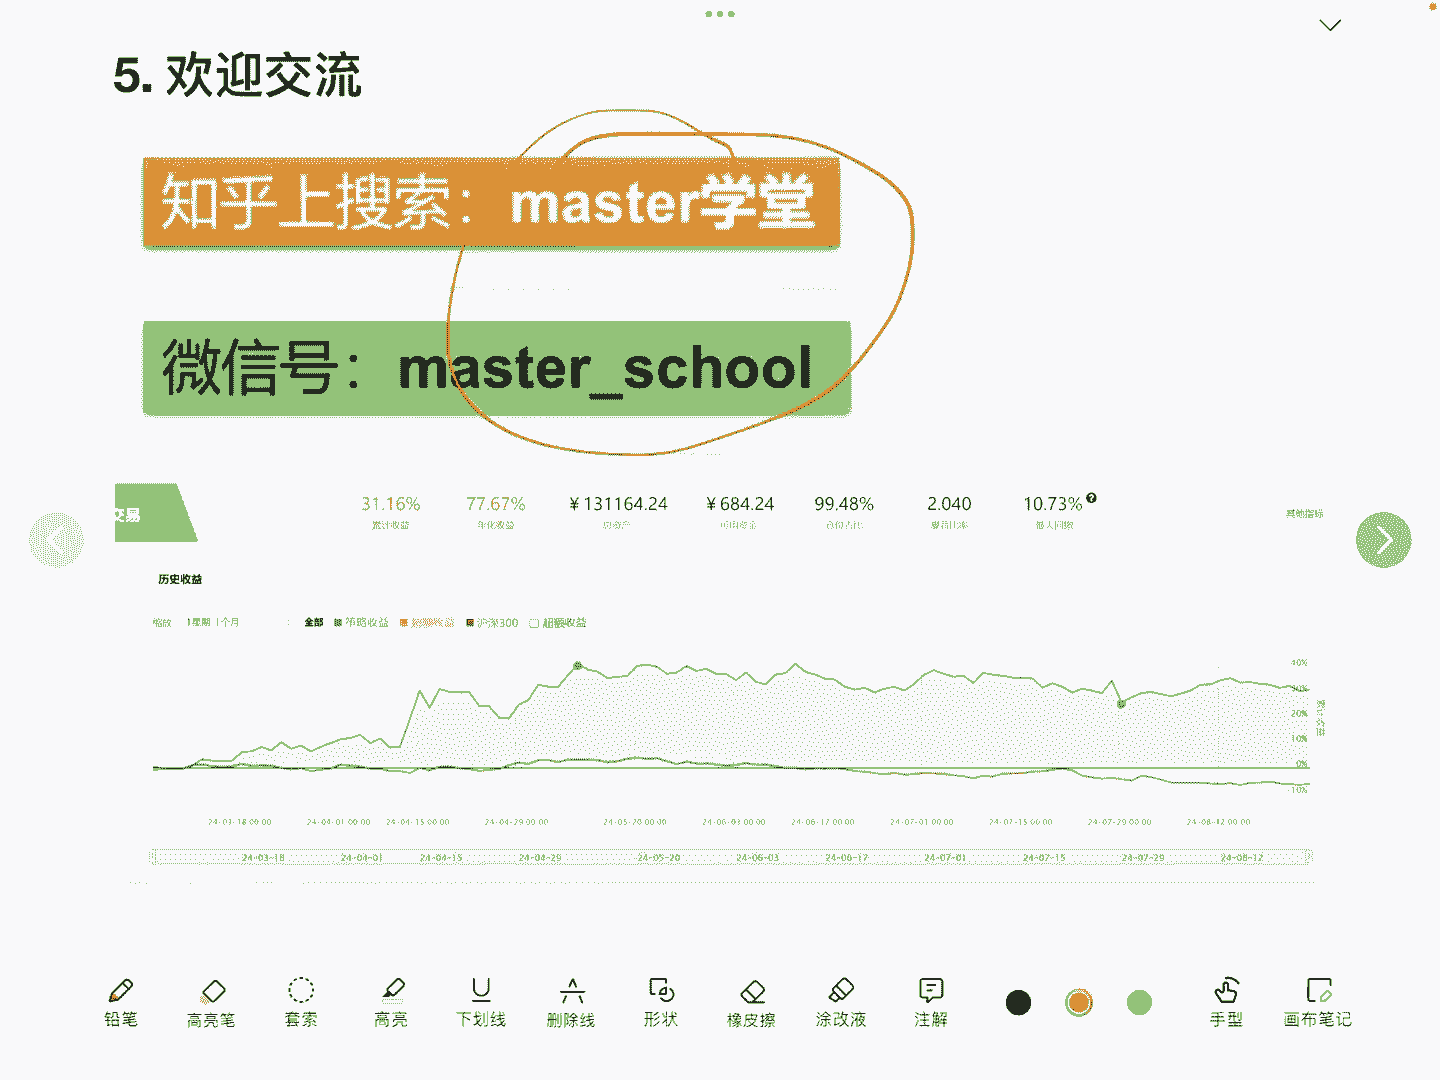 5. 欢迎交流
知乎上搜索：master学堂
微信号：master_school
交易
31.16% 77.67% ¥131164.24 ¥684.24 99.48% 2.040 10.73%
累计收益 年化收益 总资产 可用资金 仓位占比 夏普比率 最大回撤
其他指标
历史收益
缩放 1星期 1个月 全部 策略收益 沪深300 超额收益
40%
30%
20%
10%
0%
-10%
累计收益
24-03-18 00:00 24-04-01 00:00 24-04-15 00:00 24-04-29 00:00 24-05-20 00:00 24-06-03 00:00 24-06-17 00:00 24-07-01 00:00 24-07-15 00:00 24-07-29 00:00 24-08-12 00:00
24-03-18 24-04-01 24-04-15 24-04-29 24-05-20 24-06-03 24-06-17 24-07-01 24-07-15 24-07-29 24-08-12
铅笔 高亮笔 套索 高亮 下划线 删除线 形状 橡皮擦 涂改液 注解 手型 画布笔记